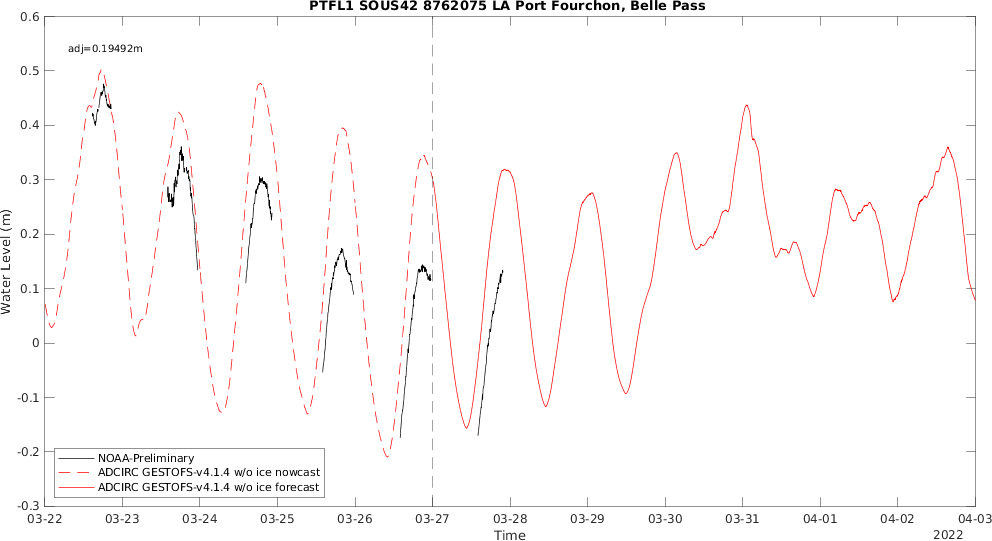 PTFL1 SOUS42 8762075 LA Port Fourchon, Belle Pass
adj=0.19492m
0.6
0.5
0.4
0.3
0.2
0.1
0
-0.1
-0.2
-0.3
Water Level (m)
NOAA-Preliminary
ADCIRC GESTOFS-v4.1.4 w/o ice nowcast
ADCIRC GESTOFS-v4.1.4 w/o ice forecast
03-22 03-23 03-24 03-25 03-26 03-27 03-28 03-29 03-30 03-31 04-01 04-02 04-03
Time
2022